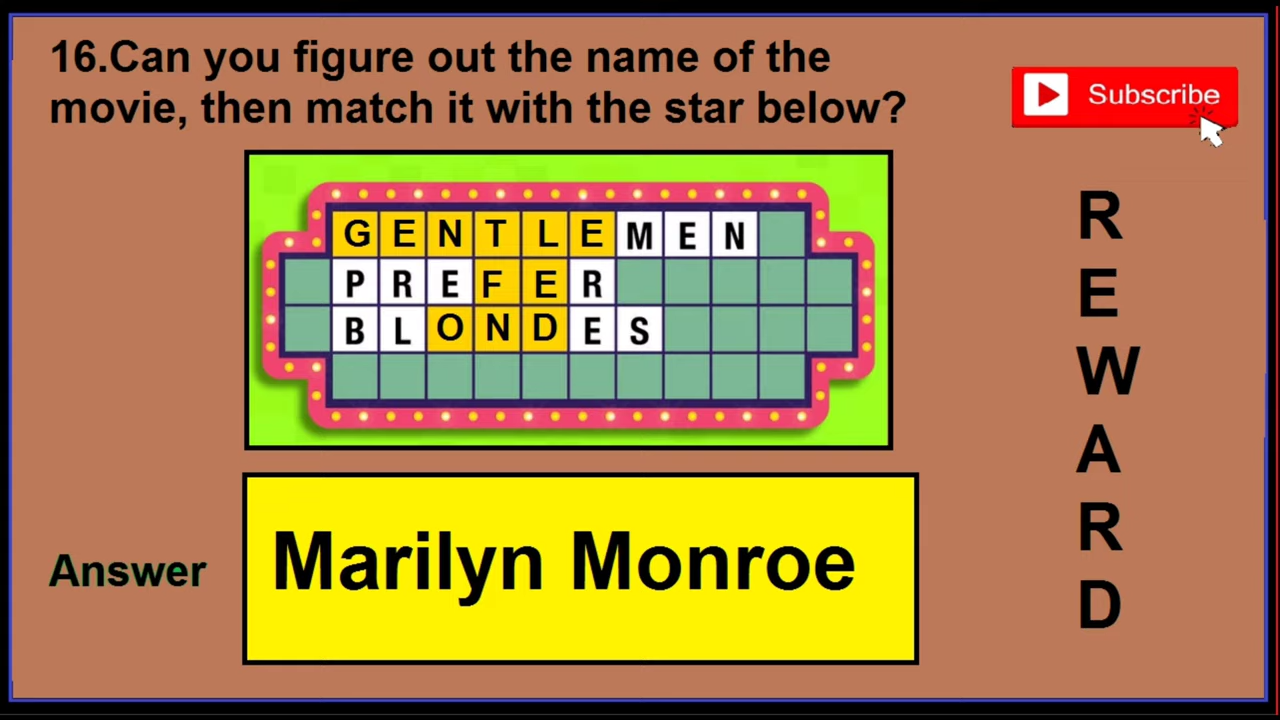 16.Can you figure out the name of the
movie, then match it with the star below?
Subscribe
GENTLEMEN
PREFER
BLONDES
Answer
Marilyn Monroe
R
E
W
A
R
D